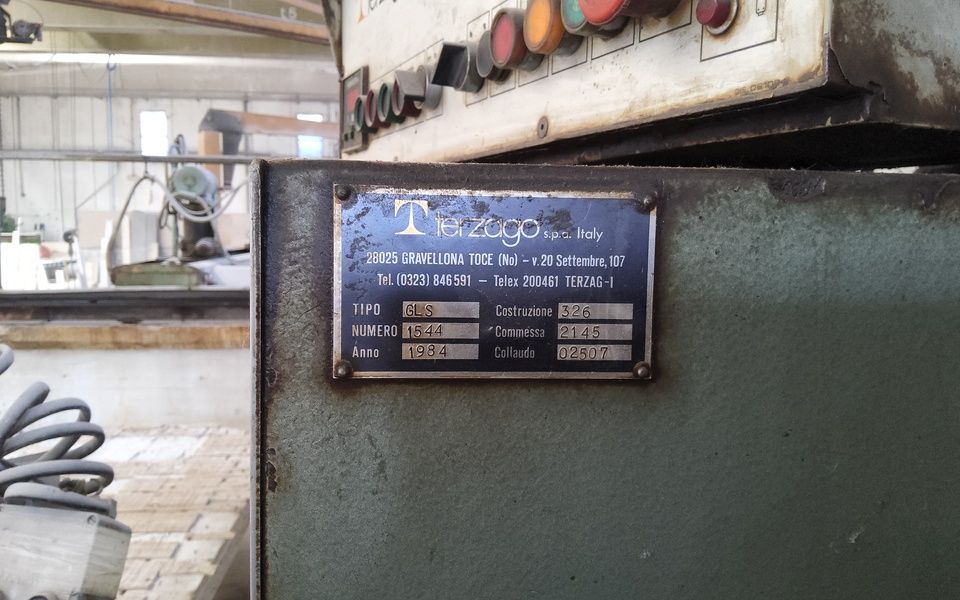 Terzago s.p.a. Italy
28025 GRAVELLONA TOCE (No) – v. 20 Settembre, 107
Tel. (0323) 846591 – Telex 200461 TERZAG-I
TIPO GLS Costruzione 326
NUMERO 1544 Commessa 2145
Anno 1984 Collaudo 02507